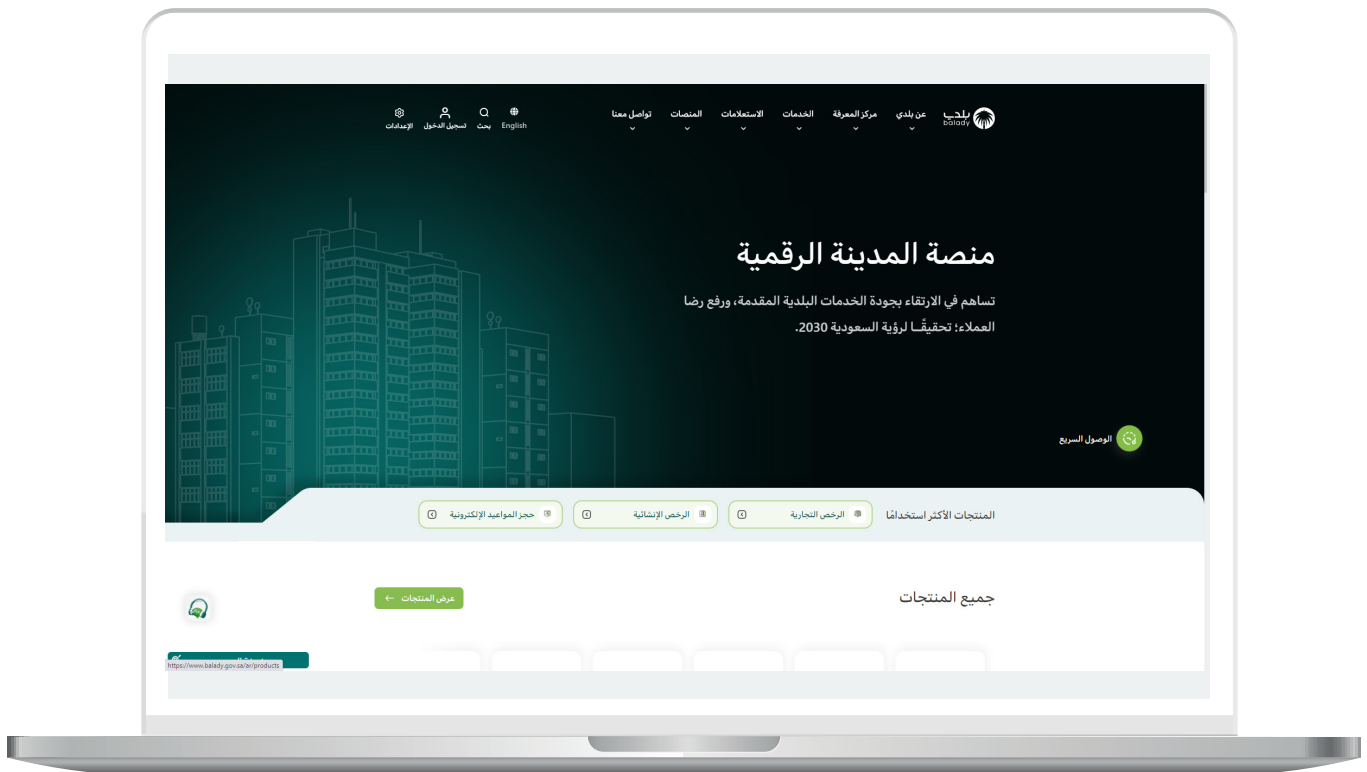 بلدي
balady
عن بلدي
مركز المعرفة
الخدمات
الاستعلامات
المنصات
تواصل معنا
English
بحث
تسجيل الدخول
الإعدادات
منصة المدينة الرقمية
تساهم في الارتقاء بجودة الخدمات البلدية المقدمة، ورفع رضا
العملاء؛ تحقيقًـا لرؤية السعودية 2030.
الوصول السريع
المنتجات الأكثر استخدامًا
الرخص التجارية
الرخص الإنشائية
حجز المواعيد الإلكترونية
جميع المنتجات
عرض المنتجات
https://www.balady.gov.sa/ar/products